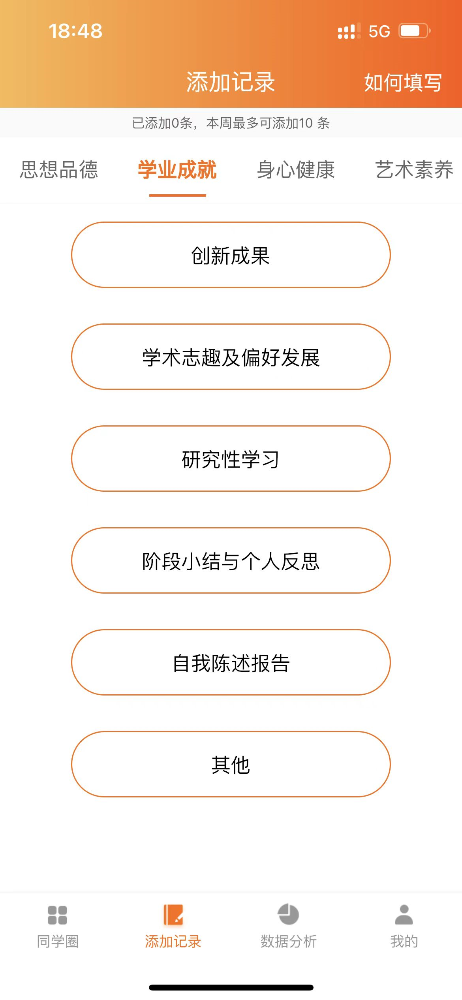 18:48 5G
添加记录 如何填写
已添加0条，本周最多可添加10 条
思想品德 学业成就 身心健康 艺术素养
创新成果
学术志趣及偏好发展
研究性学习
阶段小结与个人反思
自我陈述报告
其他
同学圈 添加记录 数据分析 我的